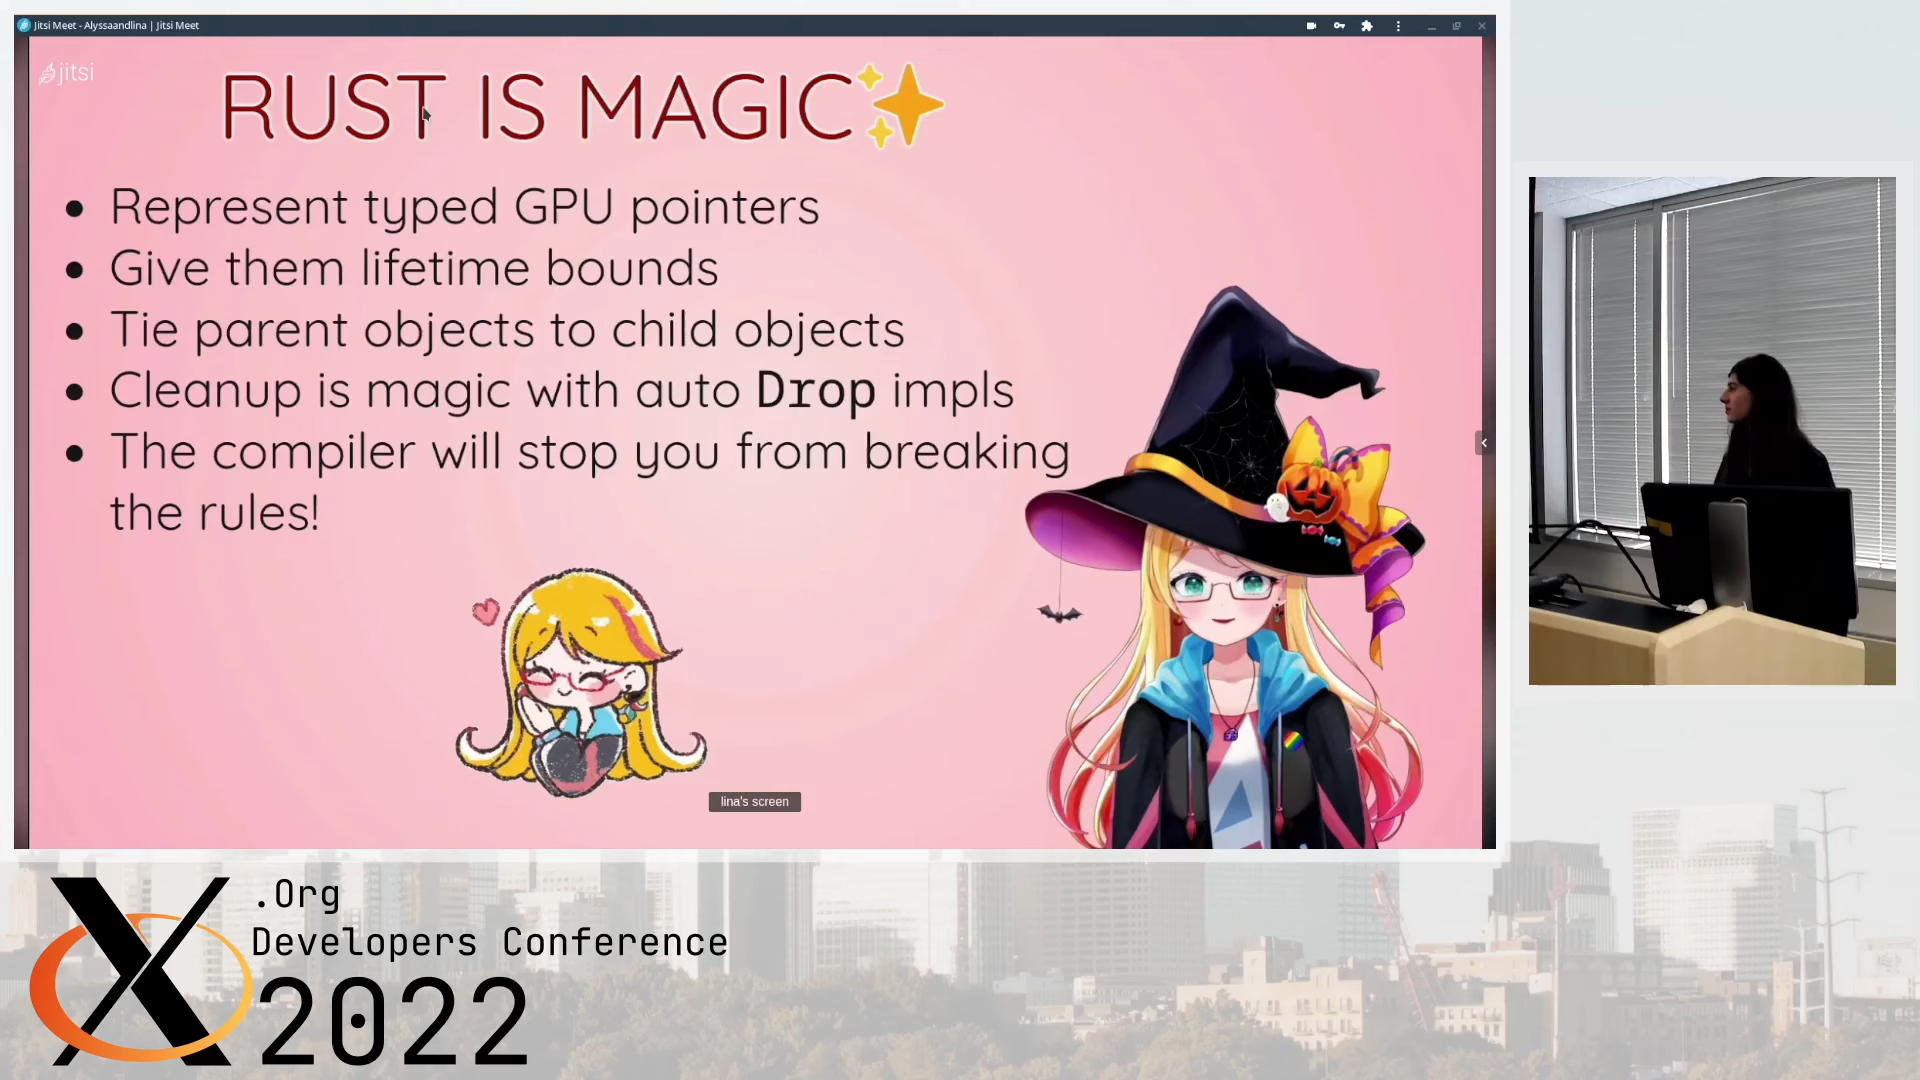 Jitsi Meet - Alyssaandlina | Jitsi Meet
jitsi
RUST IS MAGIC✨
• Represent typed GPU pointers
• Give them lifetime bounds
• Tie parent objects to child objects
• Cleanup is magic with auto Drop impls
• The compiler will stop you from breaking
the rules!
lina's screen
X.Org
Developers Conference
2022